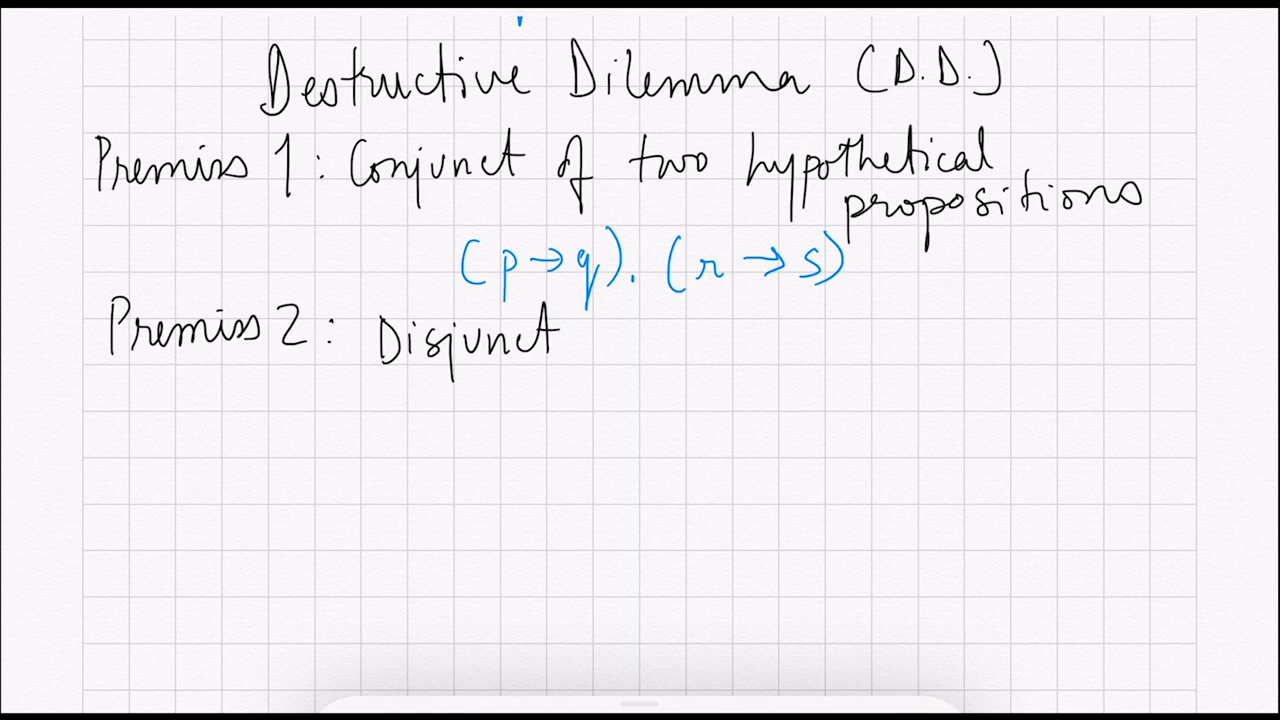 Destructive Dilemma (D.D.)
Premiss 1: Conjunct of two hypothetical
propositions
(p→q).(r→s)
Premiss 2: Disjunct